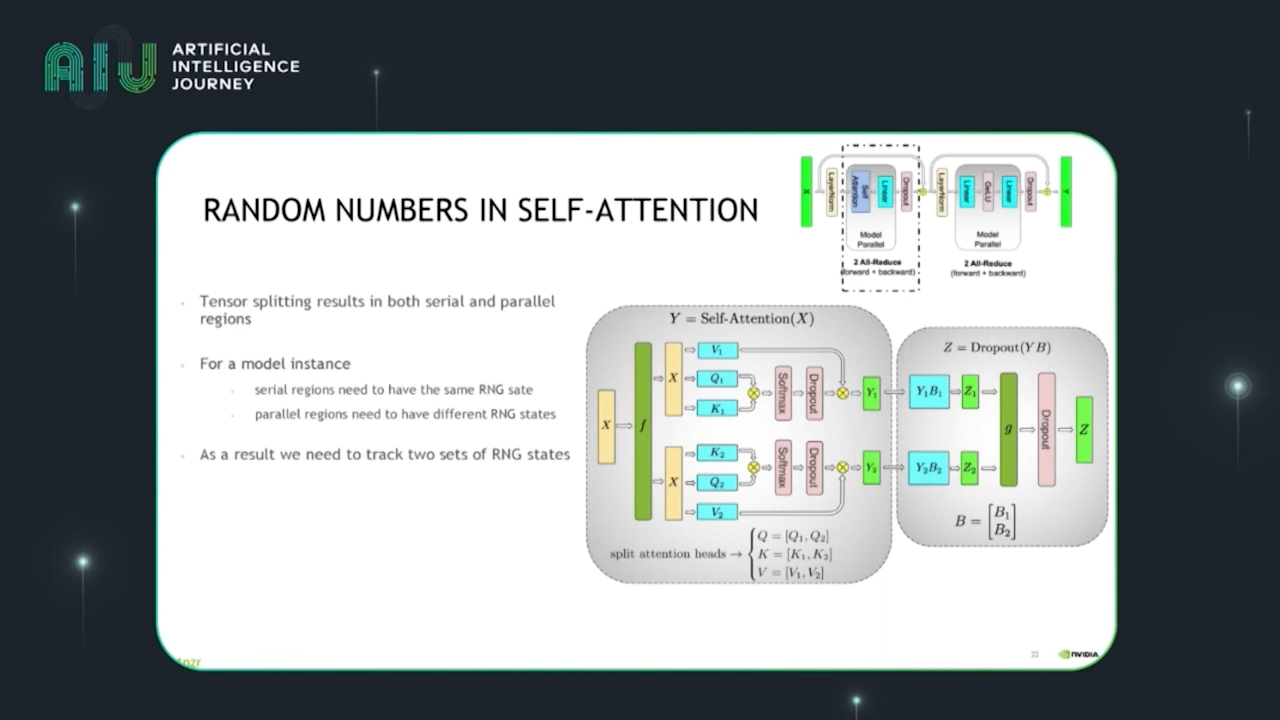 ARTIFICIAL
INTELLIGENCE
JOURNEY
RANDOM NUMBERS IN SELF-ATTENTION
Tensor splitting results in both serial and parallel
regions
For a model instance
serial regions need to have the same RNG sate
parallel regions need to have different RNG states
As a result we need to track two sets of RNG states
X
LayerNorm
Self
Attention
Linear
Dropout
LayerNorm
Linear
GeLU
Linear
Dropout
Y
Model
Parallel
Model
Parallel
2 All-Reduce
(forward + backward)
2 All-Reduce
(forward + backward)
Y = Self-Attention(X)
X
f
X
V₁
Q₁
K₁
Softmax
Dropout
Y₁
X
K₂
Q₂
V₂
Softmax
Dropout
Y₂
split attention heads → { Q = [Q₁, Q₂]
K = [K₁, K₂]
V = [V₁, V₂]
Z = Dropout(Y B)
Y₁B₁
Z₁
Y₂B₂
Z₂
g
Dropout
Z
B = [B₁
B₂]
22
NVIDIA